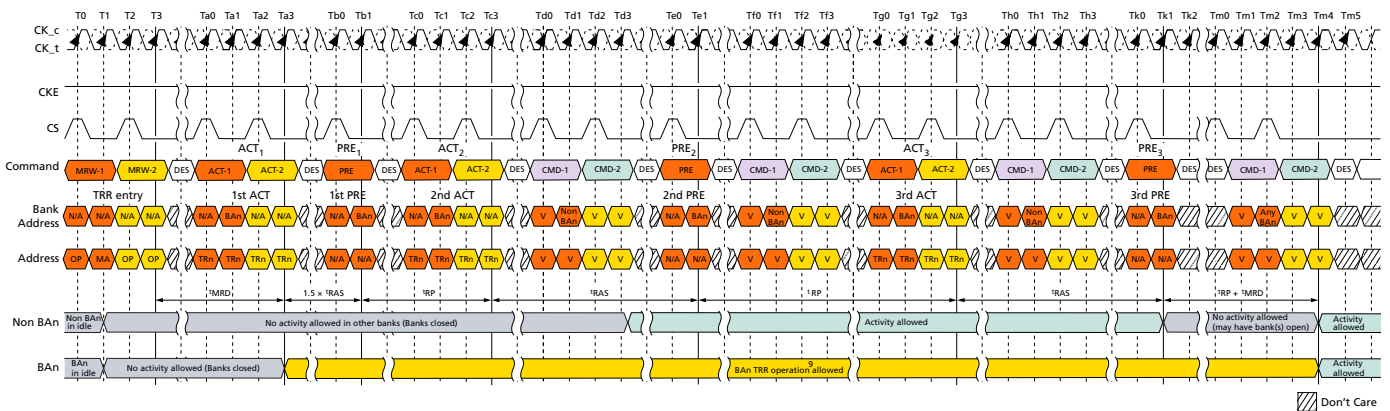 T0 T1 T2 T3 Ta0 Ta1 Ta2 Ta3 Tb0 Tb1 Tc0 Tc1 Tc2 Tc3 Td0 Td1 Td2 Td3 Te0 Te1 Tf0 Tf1 Tf2 Tf3 Tg0 Tg1 Tg2 Tg3 Th0 Th1 Th2 Th3 Tk0 Tk1 Tk2 Tm0 Tm1 Tm2 Tm3 Tm4 Tm5
CK_c
CK_t
CKE
CS
ACT1 PRE1 ACT2 PRE2 ACT3 PRE3
Command MRW-1 MRW-2 DES ACT-1 ACT-2 DES PRE DES ACT-1 ACT-2 DES CMD-1 CMD-2 DES PRE DES CMD-1 CMD-2 DES ACT-1 ACT-2 DES CMD-1 CMD-2 DES PRE DES DES CMD-1 CMD-2 DES
TRR entry 1st ACT 1st PRE 2nd ACT 2nd PRE 3rd ACT 3rd PRE
Bank Address N/A N/A N/A N/A N/A BAn N/A N/A N/A BAn N/A BAn N/A N/A V Non BAn V V N/A BAn V Non BAn V V N/A BAn N/A N/A V Non BAn V V N/A BAn V Any BAn V V
Address OP MA OP OP TRn TRn TRn TRn N/A N/A TRn TRn TRn TRn V V V V N/A N/A V V V V TRn TRn TRn TRn V V V V N/A N/A V V V V
tMRD 1.5 × tRAS tRP tRAS tRP tRAS tRP + tMRD
Non BAn Non BAn in idle No activity allowed in other banks (Banks closed) Activity allowed No activity allowed (may have bank(s) open) Activity allowed
BAn BAn in idle No activity allowed (Banks closed) BAn TRR operation allowed 9 Activity allowed
Don't Care